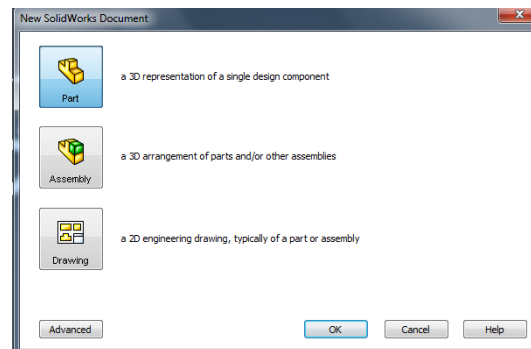 New SolidWorks Document
Part
a 3D representation of a single design component
Assembly
a 3D arrangement of parts and/or other assemblies
Drawing
a 2D engineering drawing, typically of a part or assembly
Advanced
OK
Cancel
Help